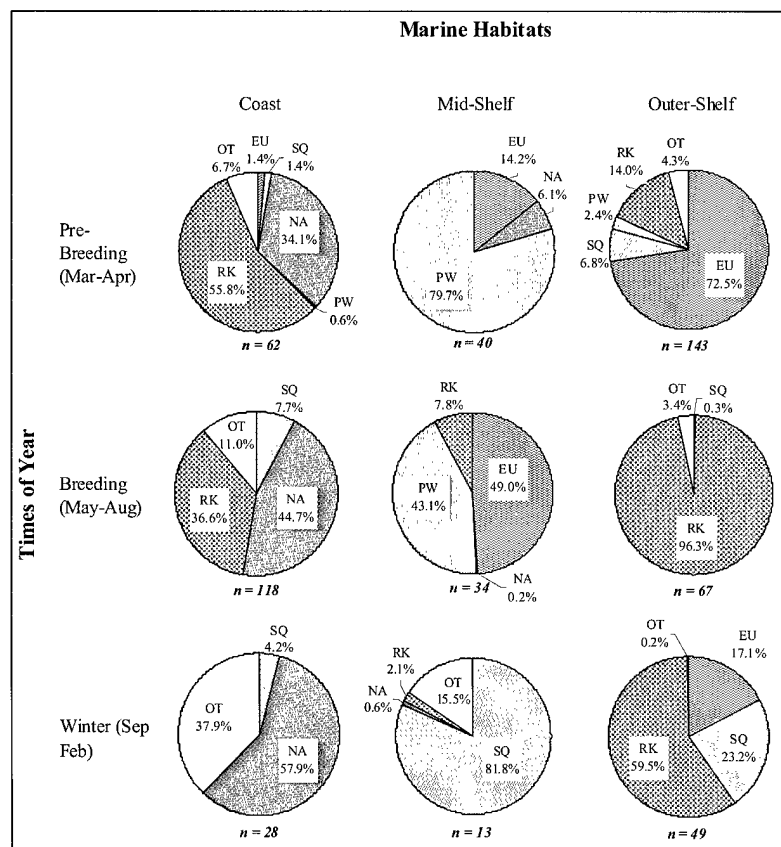 Marine Habitats
Coast Mid-Shelf Outer-Shelf
Times of Year
Pre-
Breeding
(Mar-Apr)
OT
6.7%
EU
1.4%
SQ
1.4%
NA
34.1%
PW
0.6%
RK
55.8%
n = 62
EU
14.2%
NA
6.1%
PW
79.7%
n = 40
RK
14.0%
OT
4.3%
PW
2.4%
SQ
6.8%
EU
72.5%
n = 143
Breeding
(May-Aug)
SQ
7.7%
OT
11.0%
RK
36.6%
NA
44.7%
n = 118
RK
7.8%
EU
49.0%
PW
43.1%
NA
0.2%
n = 34
OT
3.4%
SQ
0.3%
RK
96.3%
n = 67
Winter (Sep
Feb)
SQ
4.2%
OT
37.9%
NA
57.9%
n = 28
RK
2.1%
NA
0.6%
OT
15.5%
SQ
81.8%
n = 13
OT
0.2%
EU
17.1%
SQ
23.2%
RK
59.5%
n = 49